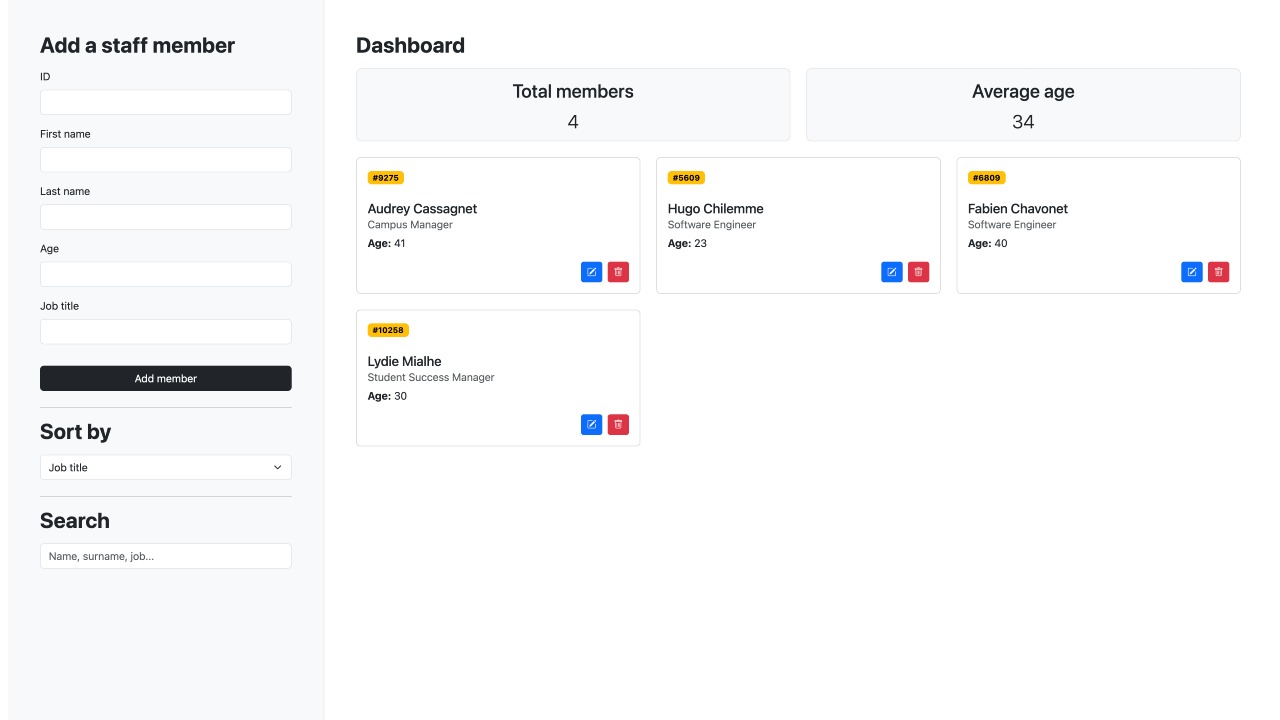 Add a staff member
ID
First name
Last name
Age
Job title
Add member
Sort by
Job title
Search
Name, surname, job...
Dashboard
Total members
4
Average age
34
#9275
Audrey Cassagnet
Campus Manager
Age: 41
#5609
Hugo Chilemme
Software Engineer
Age: 23
#6809
Fabien Chavonet
Software Engineer
Age: 40
#10258
Lydie Mialhe
Student Success Manager
Age: 30